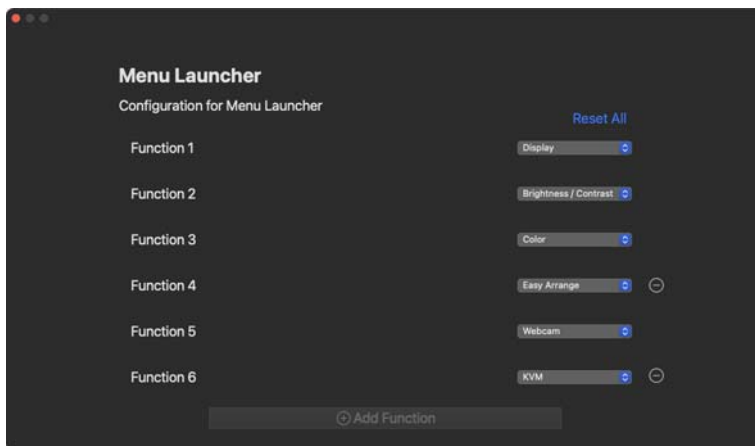 Menu Launcher
Configuration for Menu Launcher
Reset All
Function 1 Display
Function 2 Brightness / Contrast
Function 3 Color
Function 4 Easy Arrange
Function 5 Webcam
Function 6 KVM
Add Function